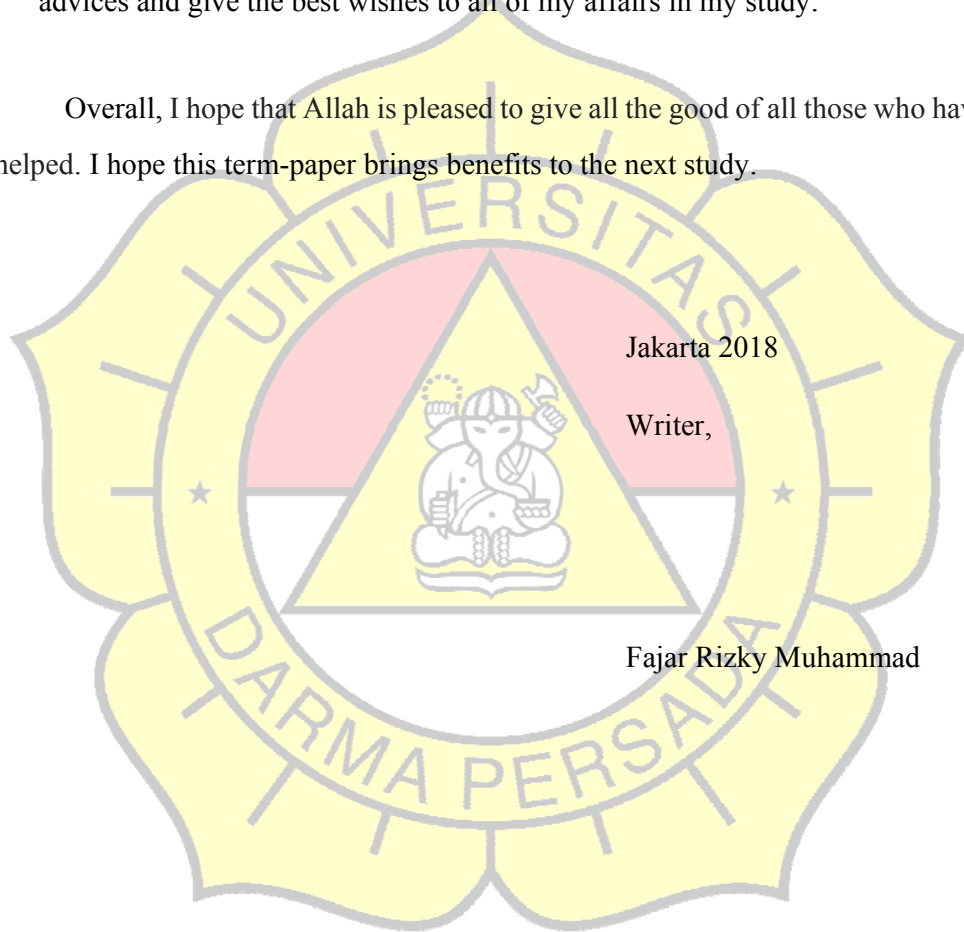 advices and give the best wishes to all of my affairs in my study.
Overall, I hope that Allah is pleased to give all the good of all those who hav
helped. I hope this term-paper brings benefits to the next study.
UNIVERSITAS
Jakarta 2018
Writer,
Fajar Rizky Muhammad
DARMA PERSADA